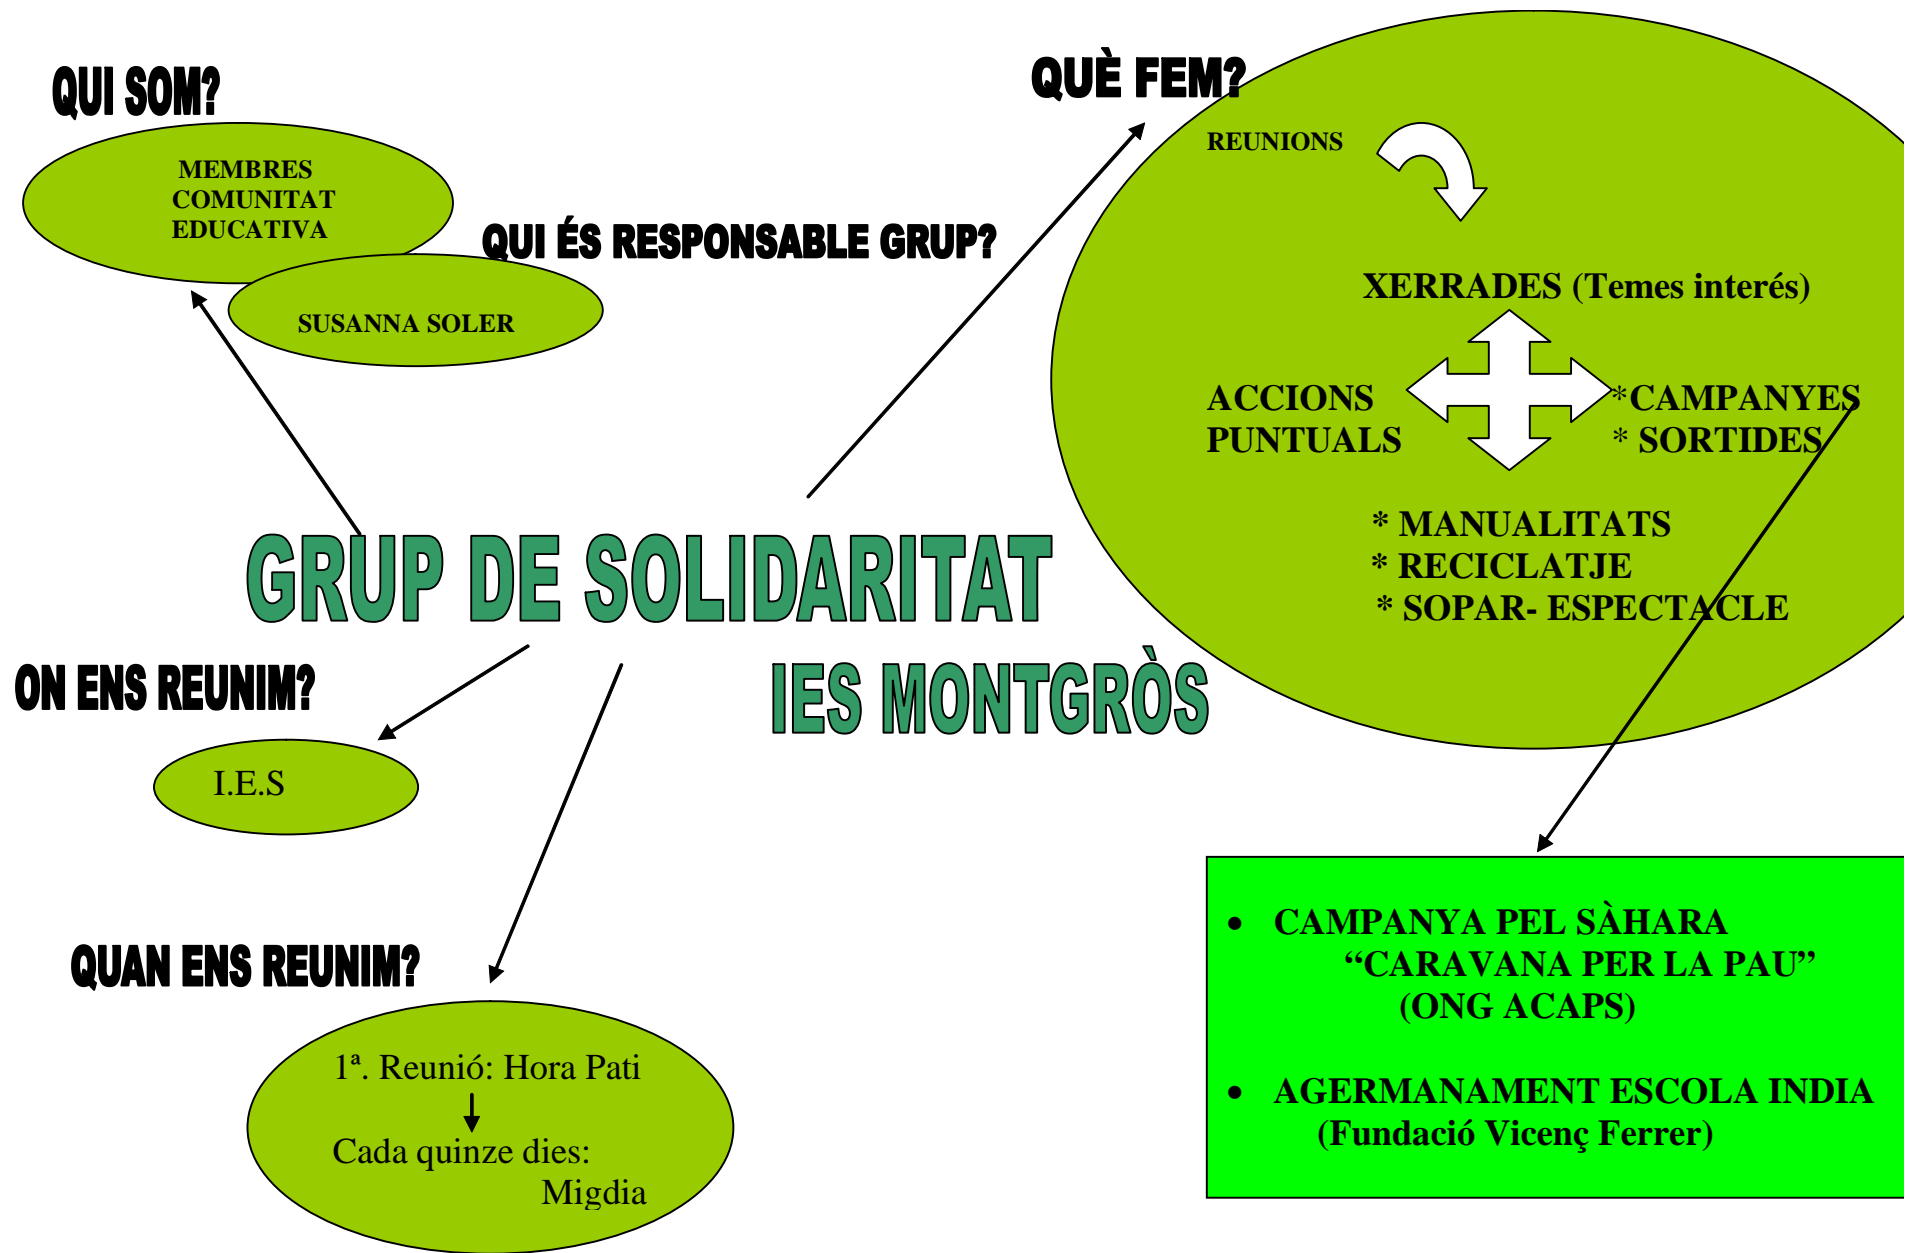 QUI SOM?
MEMBRES
COMUNITAT
EDUCATIVA
QUI ÉS RESPONSABLE GRUP?
SUSANNA SOLER
QUÈ FEM?
REUNIONS
XERRADES (Temes interés)
ACCIONS
PUNTUALS
*CAMPANYES
* SORTIDES
* MANUALITATS
* RECICLATJE
* SOPAR- ESPECTACLE
GRUP DE SOLIDARITAT
IES MONTGRÒS
ON ENS REUNIM?
I.E.S
QUAN ENS REUNIM?
1ª. Reunió: Hora Pati
Cada quinze dies:
Migdia
• CAMPANYA PEL SÀHARA
“CARAVANA PER LA PAU”
(ONG ACAPS)
• AGERMANAMENT ESCOLA INDIA
(Fundació Vicenç Ferrer)